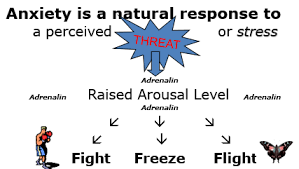 Anxiety is a natural response to
a perceived THREAT or stress
Adrenalin
Adrenalin Raised Arousal Level Adrenalin
Adrenalin
Fight Freeze Flight